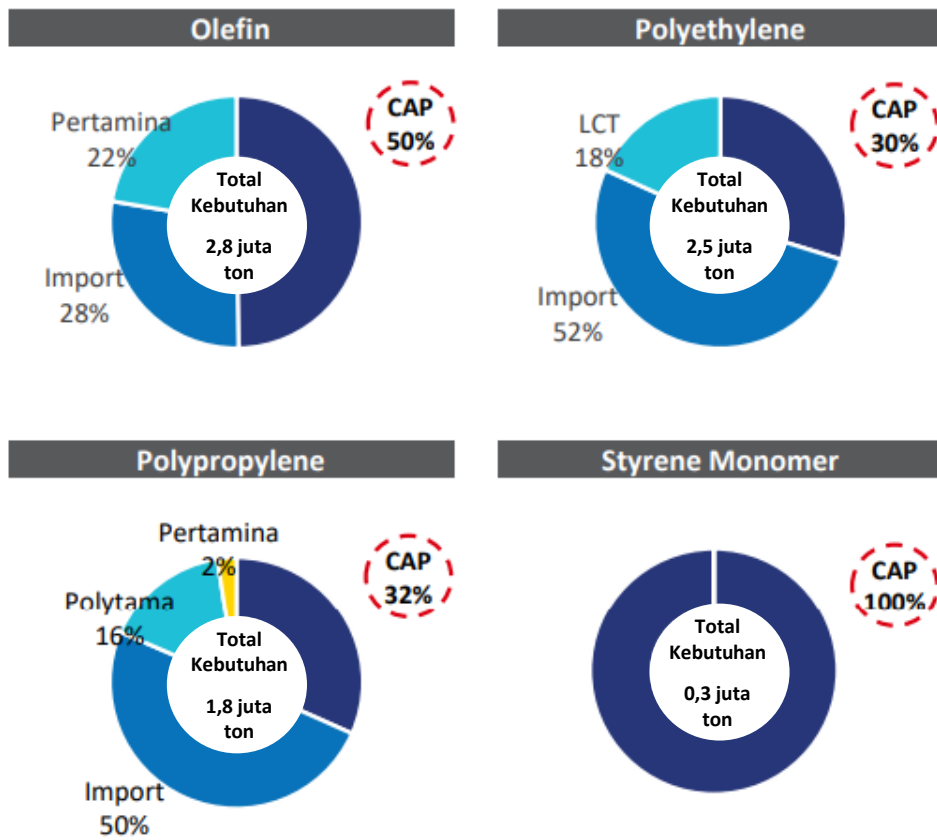 Olefin
Pertamina
22%
CAP
50%
Total
Kebutuhan
2,8 juta
ton
Import
28%
Polyethylene
LCT
18%
CAP
30%
Total
Kebutuhan
2,5 juta
ton
Import
52%
Polypropylene
Pertamina
2%
CAP
32%
Polytama
16%
Total
Kebutuhan
1,8 juta
ton
Import
50%
Styrene Monomer
CAP
100%
Total
Kebutuhan
0,3 juta
ton